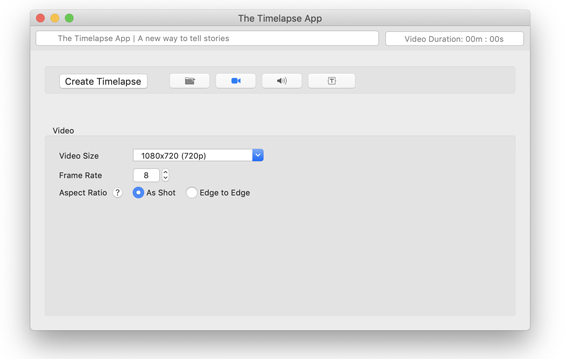 The Timelapse App
The Timelapse App | A new way to tell stories
Video Duration: 00m : 00s
Create Timelapse
T
Video
Video Size
1080x720 (720p)
Frame Rate
8
Aspect Ratio ? As Shot Edge to Edge